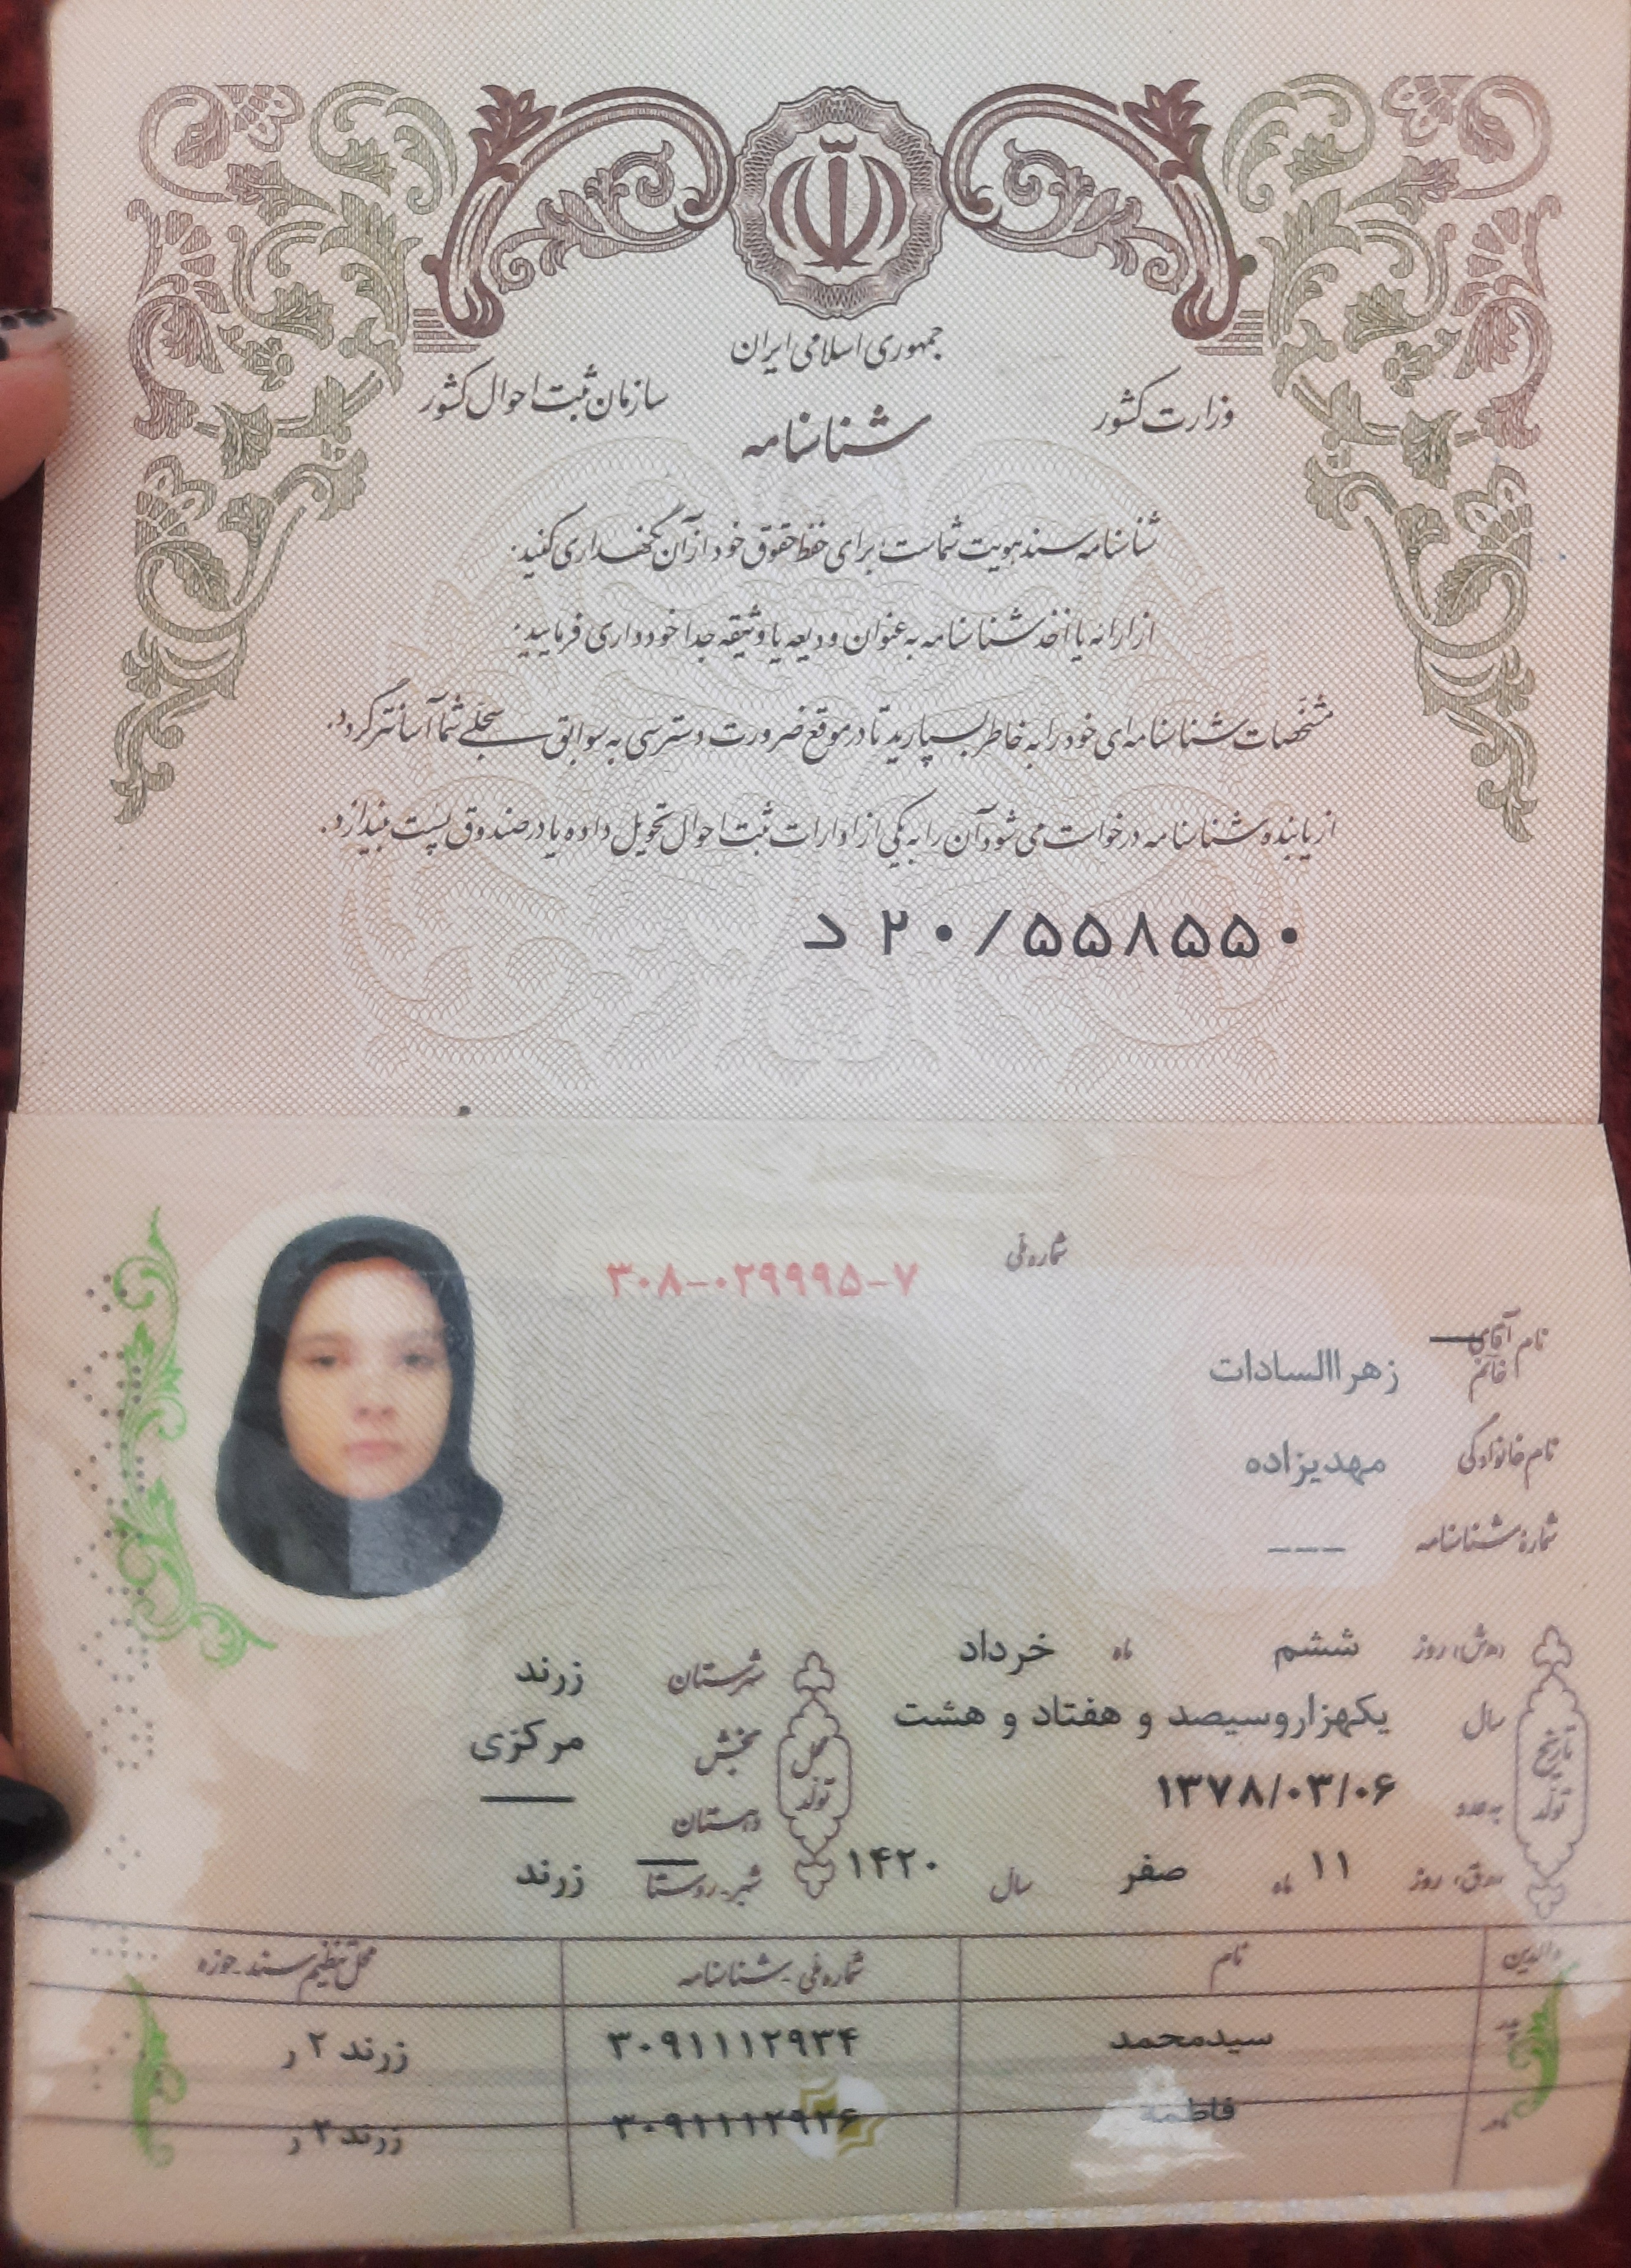 جمهوری اسلامی ایران
وزارت کشور
سازمان ثبت احوال کشور
شناسنامه
شناسنامه سند هویت شماست؛ برای حفظ حقوق خود از آن نگهداری کنید.
از ارائه یا اخذ شناسنامه به عنوان ودیعه یا وثیقه جدا خودداری فرمایید.
مشخصات شناسنامه‌ای خود را به خاطر بسپارید تا در موقع ضرورت دسترسی به سوابق سجلی شما آسانتر گردد.
از یابنده شناسنامه درخواست می شود آن را به یکی از ادارات ثبت احوال تحویل داده یا در صندوق پست بیندازد.
د ۲۰/۵۵۸۵۵۰
شماره ملی ۳۰۸-۰۲۹۹۹۵-۷
نام آقای خانم زهراالسادات
نام خانوادگی مهدیزاده
شماره شناسنامه ---
تاریخ تولد
(ه.ش) روز ششم ماه خرداد
سال یکهزاروسیصد و هفتاد و هشت
به عدد ۱۳۷۸/۰۳/۰۶
(ه.ق) روز ۱۱ ماه صفر سال ۱۴۲۰
محل تولد
شهرستان زرند
بخش مرکزی
دهستان
شهر-روستا زرند
والدین نام شماره ملی - شناسنامه محل تنظیم سند-حوزه
پدر سیدمحمد ۳۰۹۱۱۱۲۹۳۴ زرند ۲ ر
مادر فاطمه زرند ۲ ر